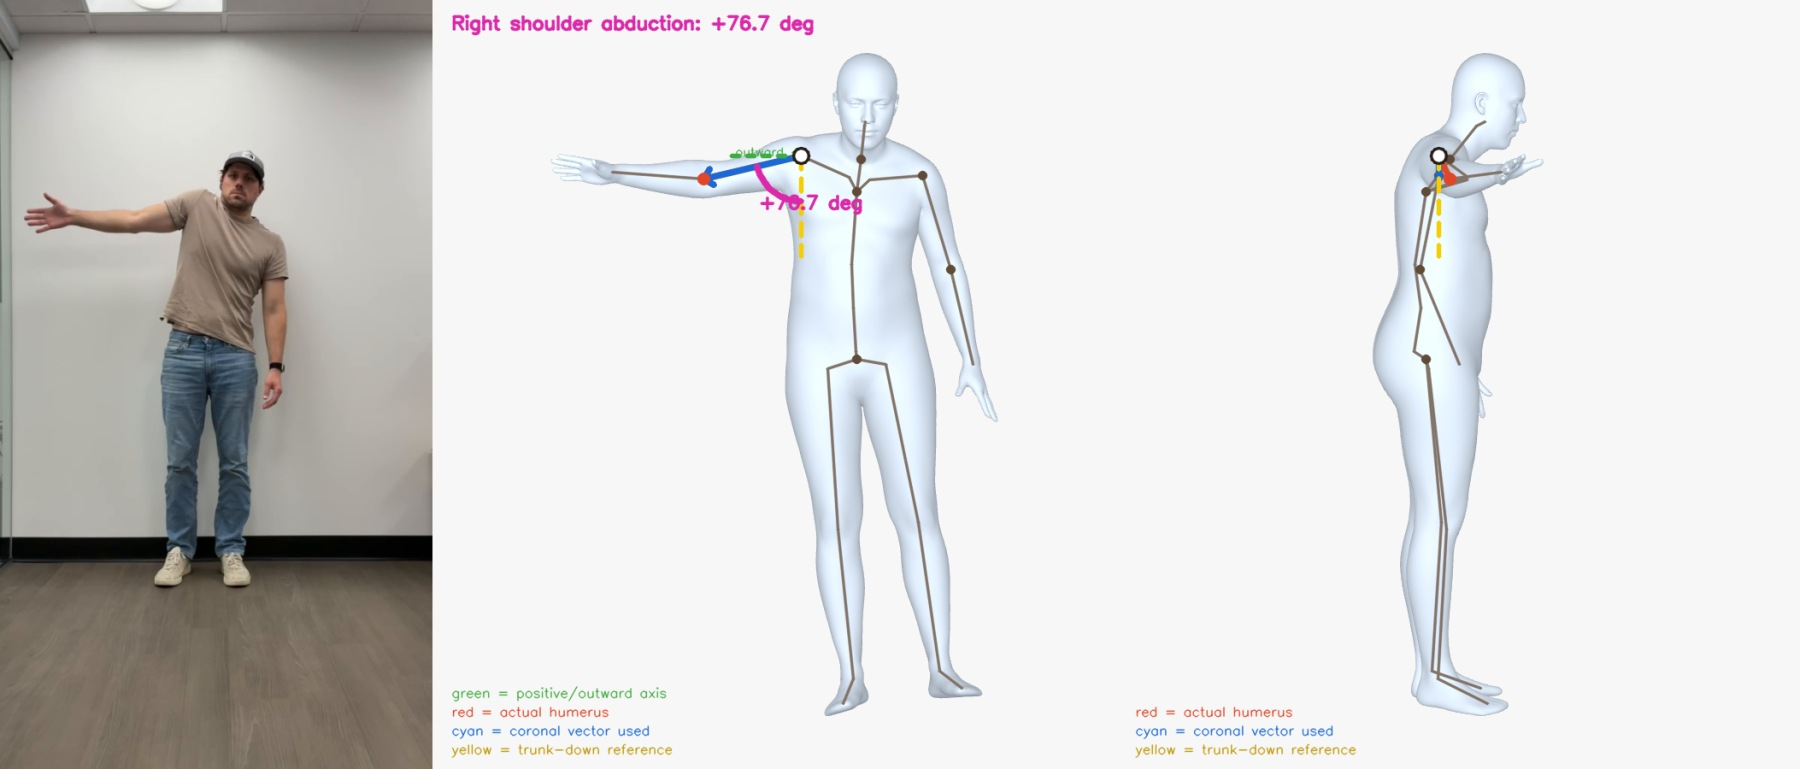 Right shoulder abduction: +76.7 deg
outward
+76.7 deg
green = positive/outward axis
red = actual humerus
cyan = coronal vector used
yellow = trunk-down reference
red = actual humerus
cyan = coronal vector used
yellow = trunk-down reference